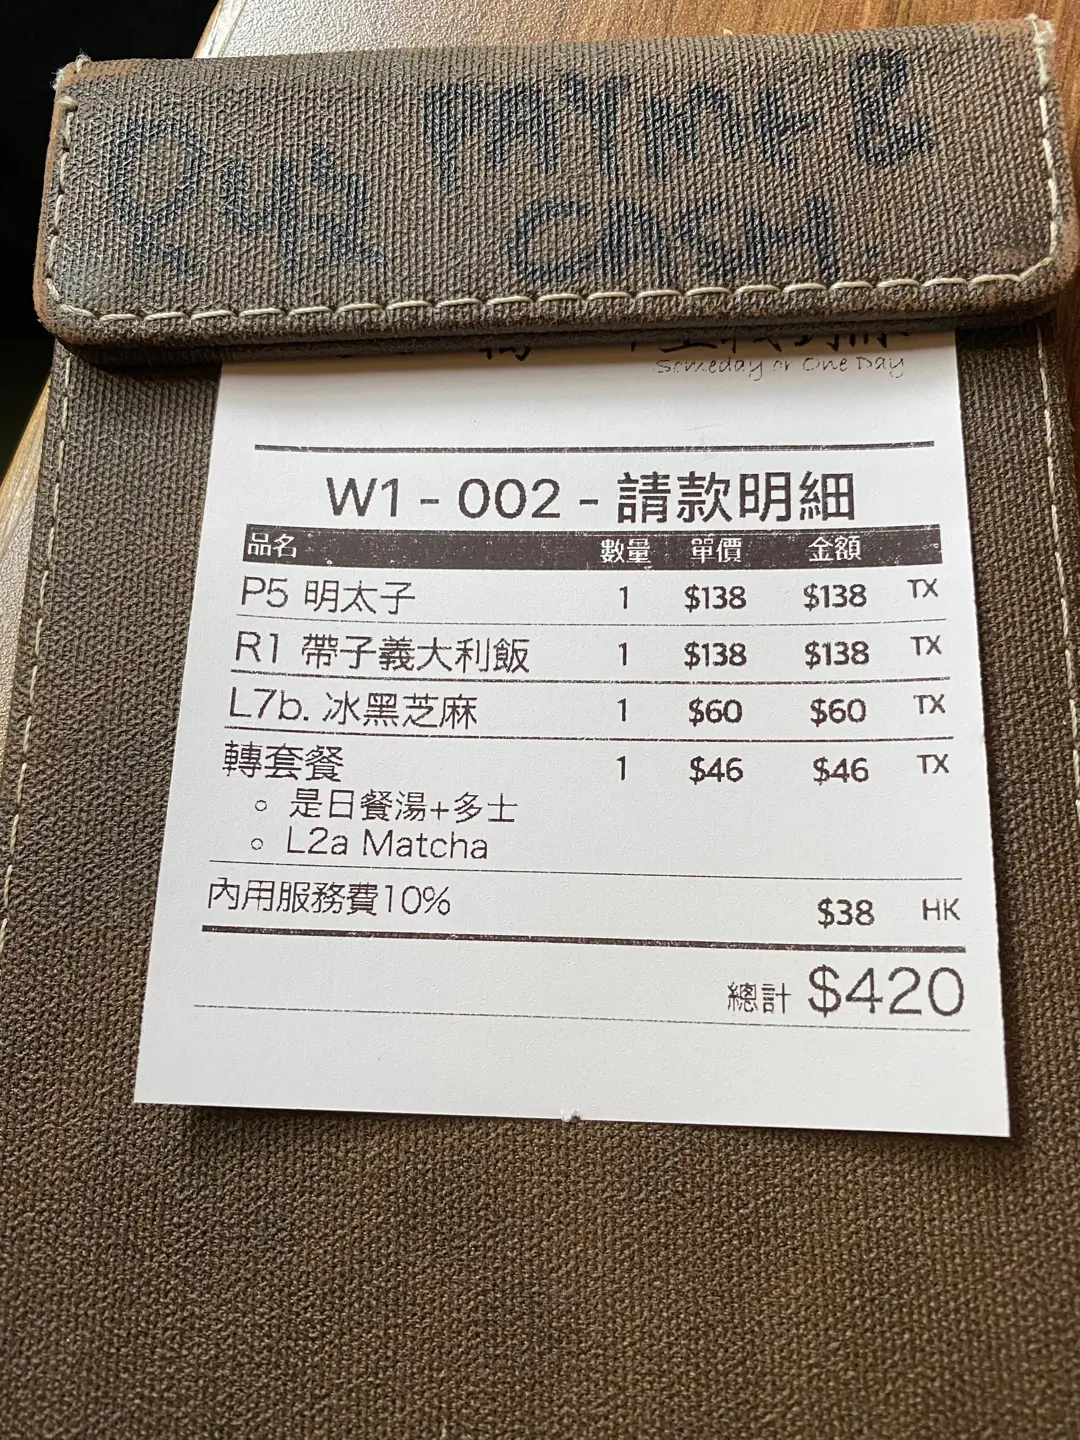 PAYme &
CASH
Someday or One Day
W1 - 002 - 請款明細
品名 數量 單價 金額
P5 明太子 1 $138 $138 TX
R1 帶子義大利飯 1 $138 $138 TX
L7b. 冰黑芝麻 1 $60 $60 TX
轉套餐 1 $46 $46 TX
◦ 是日餐湯+多士
◦ L2a Matcha
內用服務費10% $38 HK
總計 $420